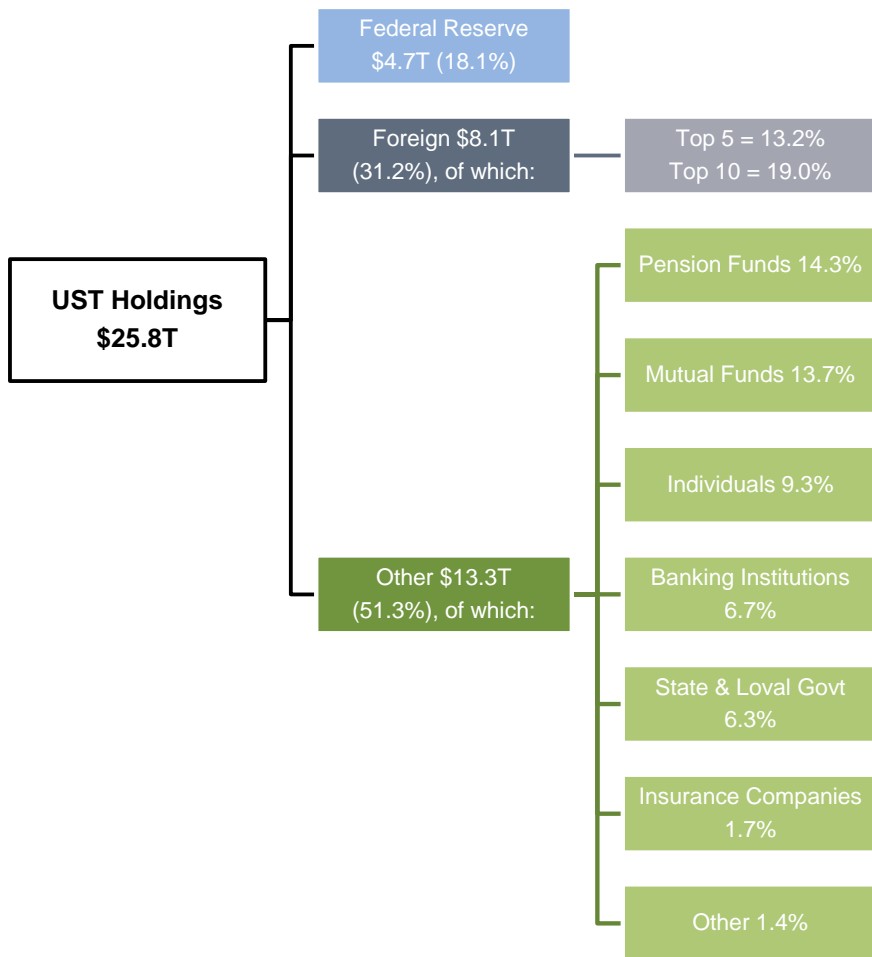 Federal Reserve
$4.7T (18.1%)
Foreign $8.1T
(31.2%), of which:
Top 5 = 13.2%
Top 10 = 19.0%
UST Holdings
$25.8T
Pension Funds 14.3%
Mutual Funds 13.7%
Individuals 9.3%
Other $13.3T
(51.3%), of which:
Banking Institutions
6.7%
State & Loval Govt
6.3%
Insurance Companies
1.7%
Other 1.4%